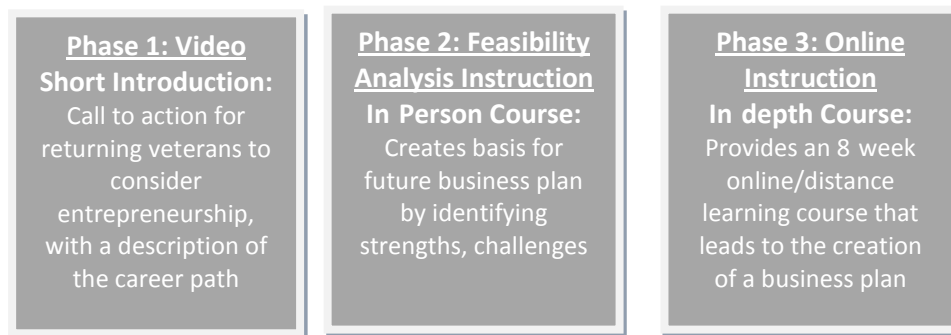 Phase 1: Video
Short Introduction:
Call to action for
returning veterans to
consider
entrepreneurship,
with a description of
the career path
Phase 2: Feasibility
Analysis Instruction
In Person Course:
Creates basis for
future business plan
by identifying
strengths, challenges
Phase 3: Online
Instruction
In depth Course:
Provides an 8 week
online/distance
learning course that
leads to the creation
of a business plan